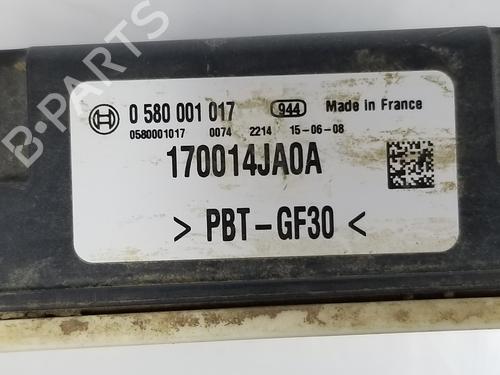 B-PARTS
0 580 001 017 944 Made in France
0580001017 0074 2214 15-06-08
170014JA0A
> PBT-GF30 <